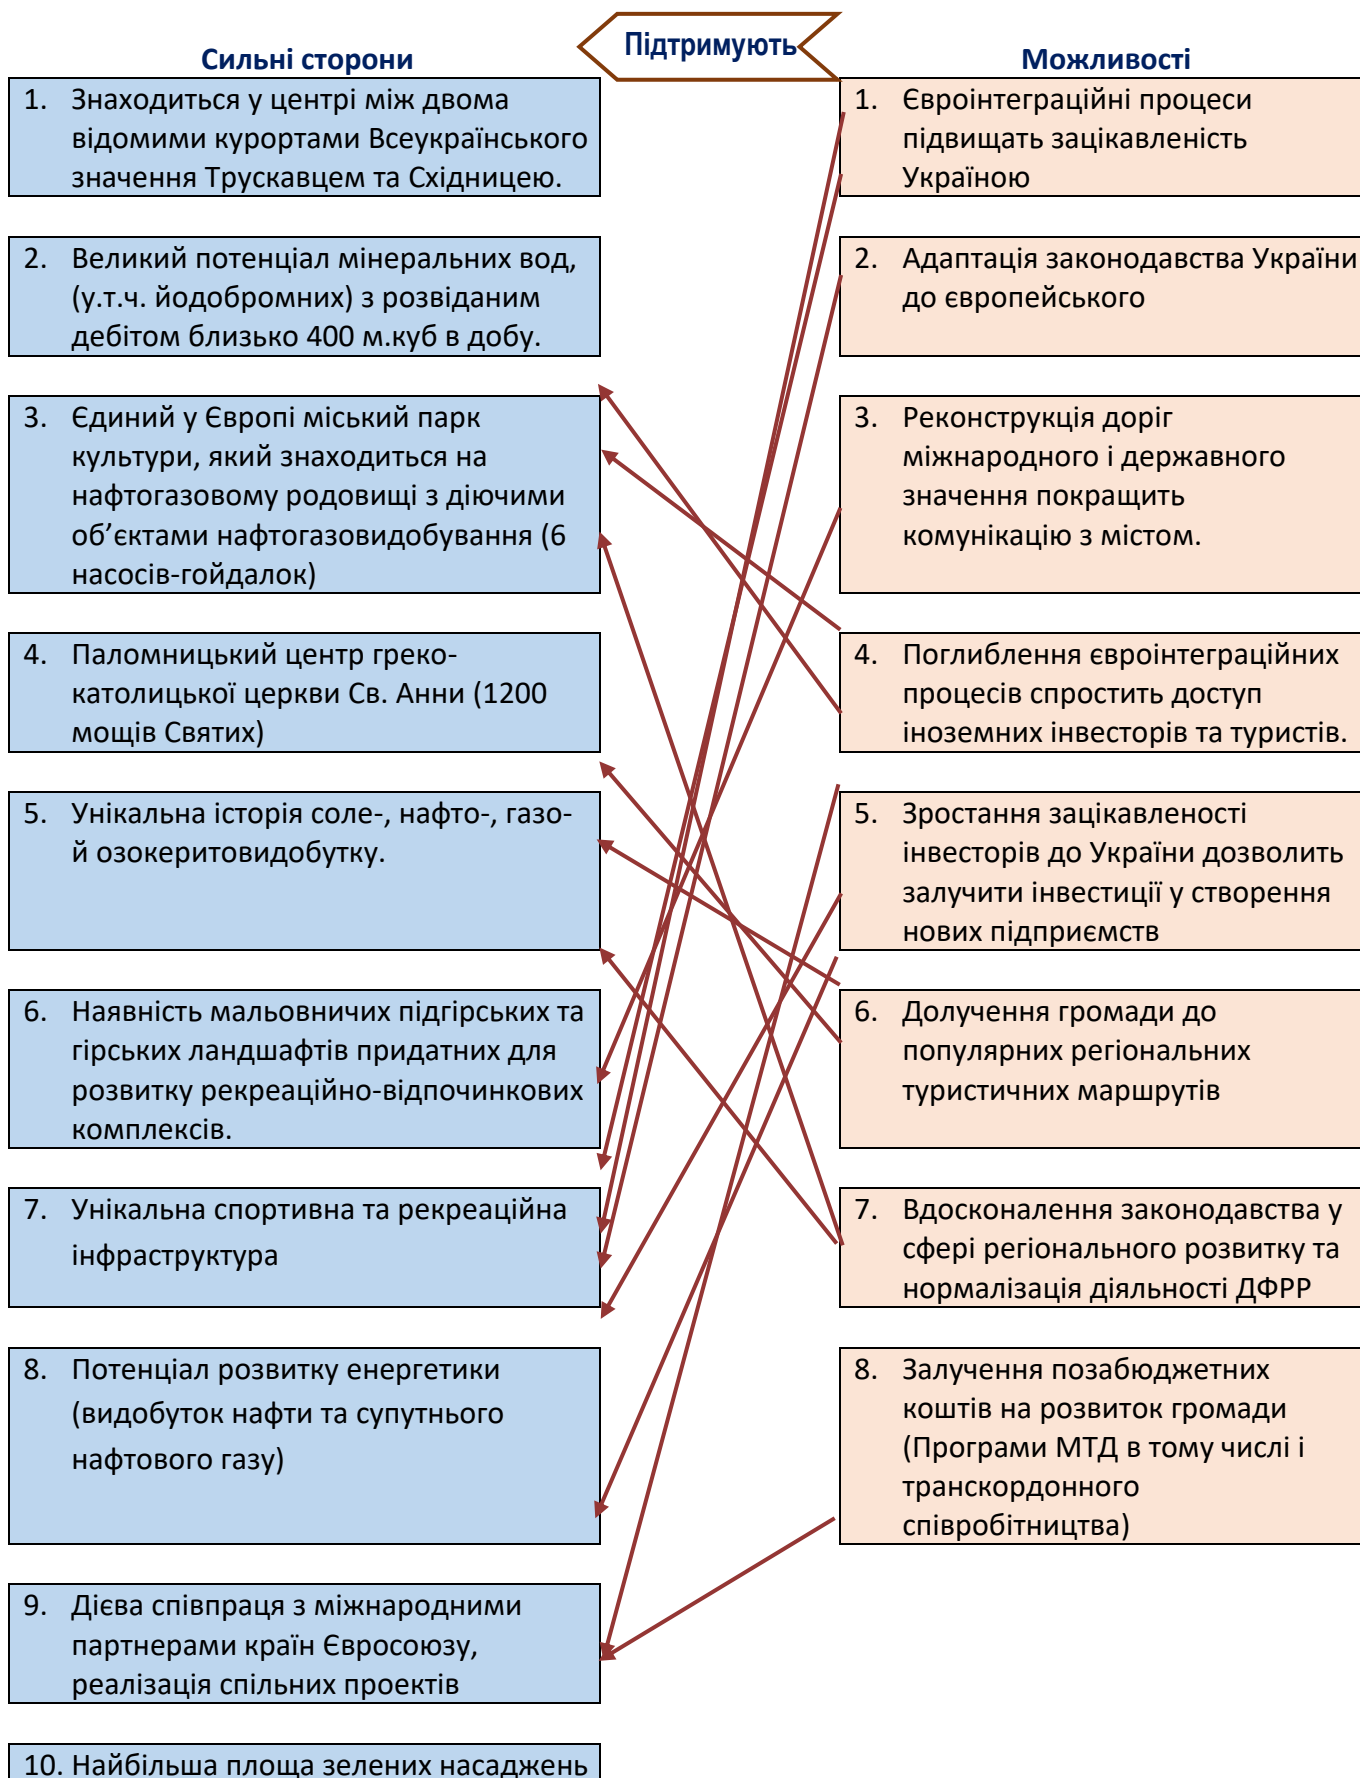 Підтримують
Сильні сторони
1. Знаходиться у центрі між двома
відомими курортами Всеукраїнського
значення Трускавцем та Східницею.
2. Великий потенціал мінеральних вод,
(у.т.ч. йодобромних) з розвіданим
дебітом близько 400 м.куб в добу.
3. Єдиний у Європі міський парк
культури, який знаходиться на
нафтогазовому родовищі з діючими
об’єктами нафтогазовидобування (6
насосів-гойдалок)
4. Паломницький центр греко-
католицької церкви Св. Анни (1200
мощів Святих)
5. Унікальна історія соле-, нафто-, газо-
й озокеритовидобутку.
6. Наявність мальовничих підгірських та
гірських ландшафтів придатних для
розвитку рекреаційно-відпочинкових
комплексів.
7. Унікальна спортивна та рекреаційна
інфраструктура
8. Потенціал розвитку енергетики
(видобуток нафти та супутнього
нафтового газу)
9. Дієва співпраця з міжнародними
партнерами країн Євросоюзу,
реалізація спільних проектів
10. Найбільша площа зелених насаджень
Можливості
1. Євроінтеграційні процеси
підвищать зацікавленість
Україною
2. Адаптація законодавства України
до європейського
3. Реконструкція доріг
міжнародного і державного
значення покращить
комунікацію з містом.
4. Поглиблення євроінтеграційних
процесів спростить доступ
іноземних інвесторів та туристів.
5. Зростання зацікавленості
інвесторів до України дозволить
залучити інвестиції у створення
нових підприємств
6. Долучення громади до
популярних регіональних
туристичних маршрутів
7. Вдосконалення законодавства у
сфері регіонального розвитку та
нормалізація діяльності ДФРР
8. Залучення позабюджетних
коштів на розвиток громади
(Програми МТД в тому числі і
транскордонного
співробітництва)